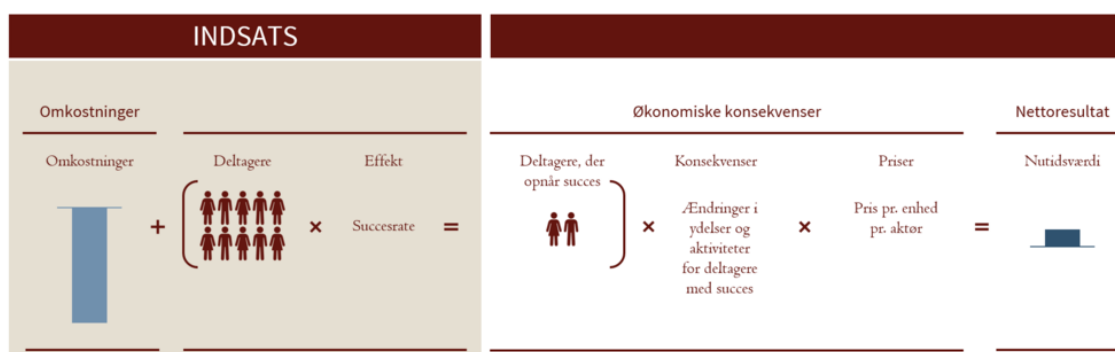 INDSATS
Omkostninger
Økonomiske konsekvenser
Nettoresultat
Omkostninger
Deltagere
Effekt
Deltagere, der
opnår succes
Konsekvenser
Priser
Nutidsværdi
+
×
Succesrate
=
×
Ændringer i
ydelser og
aktiviteter
for deltagere
med succes
×
Pris pr. enhed
pr. aktør
=